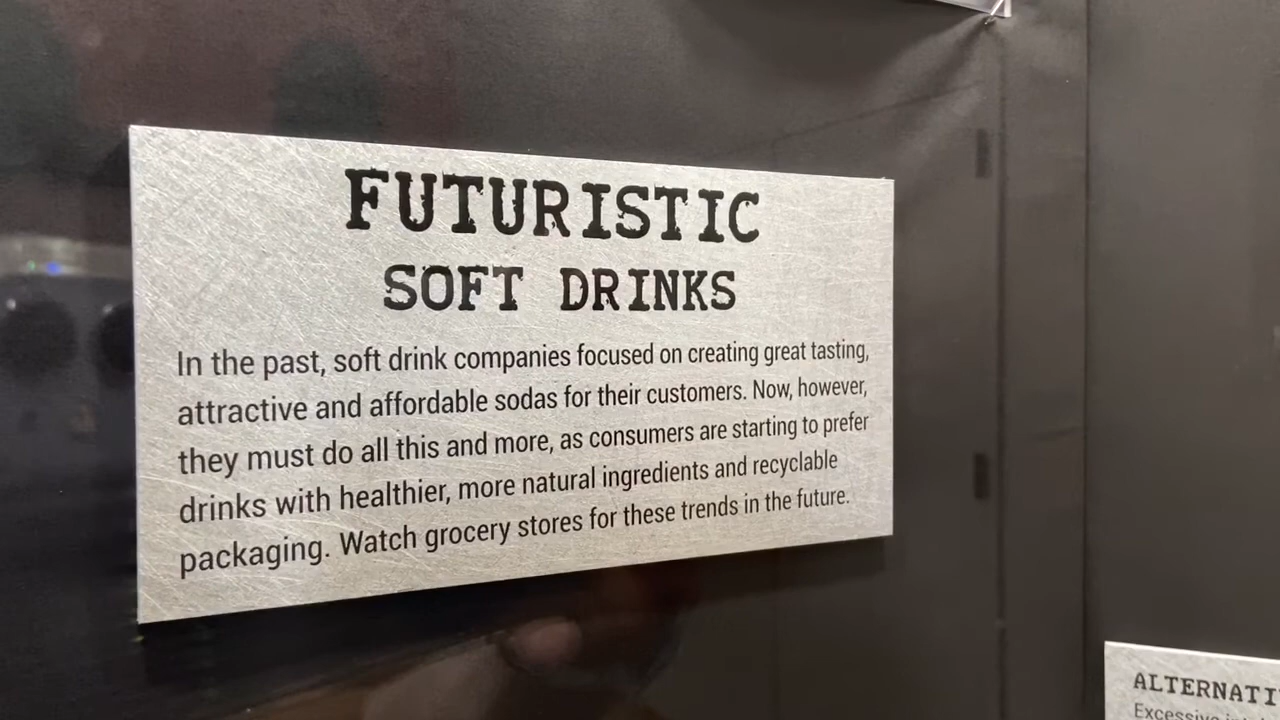 FUTURISTIC
SOFT DRINKS
In the past, soft drink companies focused on creating great tasting,
attractive and affordable sodas for their customers. Now, however,
they must do all this and more, as consumers are starting to prefer
drinks with healthier, more natural ingredients and recyclable
packaging. Watch grocery stores for these trends in the future.